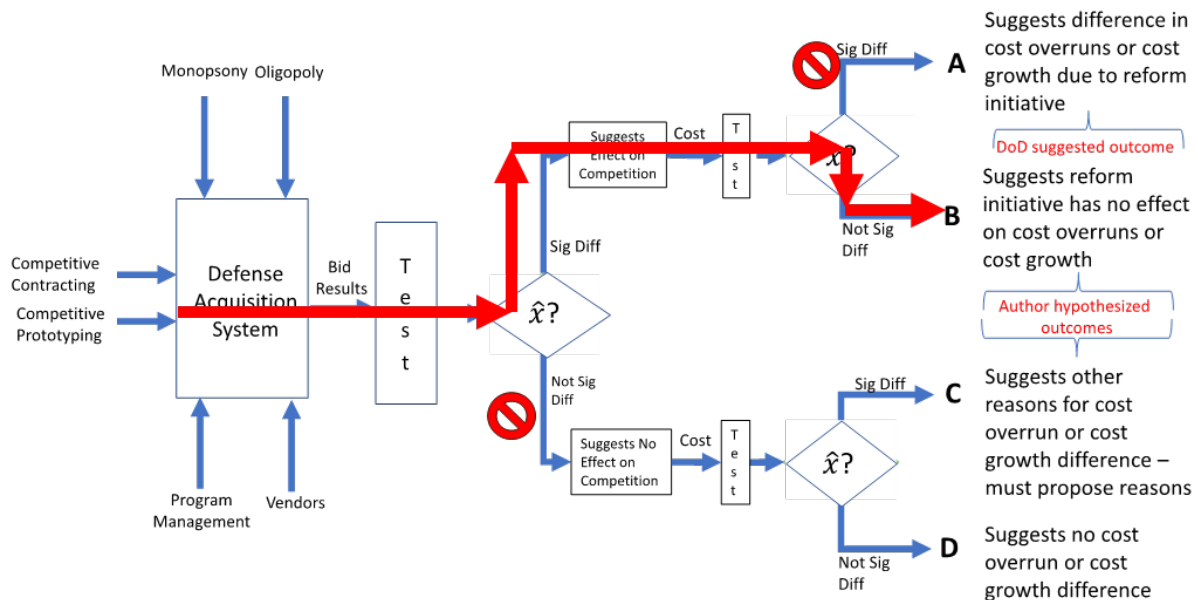 Monopsony Oligopoly
Competitive
Contracting
Competitive
Prototyping
Defense
Acquisition
System
Program
Management
Vendors
Bid
Results
T
e
s
t
x̂?
Sig Diff
Not Sig
Diff
Suggests
Effect on
Competition
Cost
T
st
x̂?
Sig Diff
Not Sig
Diff
Suggests No
Effect on
Competition
Cost
T
e
s
t
x̂?
Sig Diff
Not Sig
Diff
A
Suggests difference in
cost overruns or cost
growth due to reform
initiative
DoD suggested outcome
B
Suggests reform
initiative has no effect
on cost overruns or
cost growth
Author hypothesized
outcomes
C
Suggests other
reasons for cost
overrun or cost
growth difference –
must propose reasons
D
Suggests no cost
overrun or cost
growth difference